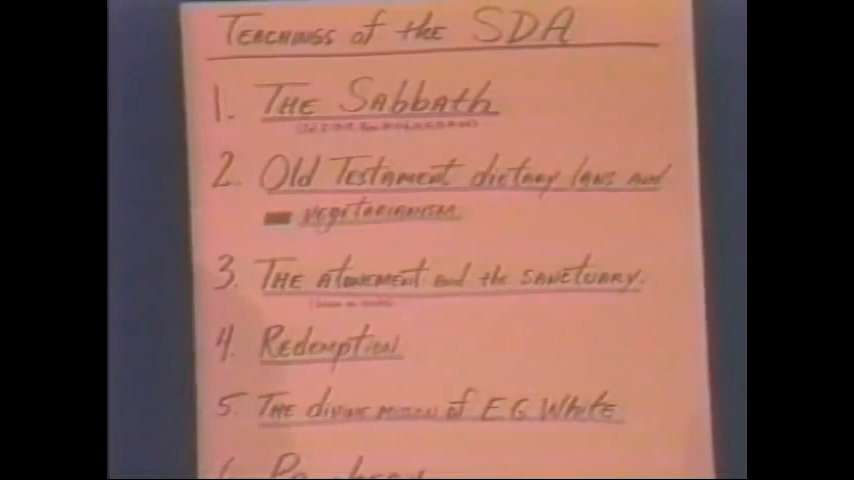 Teachings of the SDA
1. The Sabbath
2. Old Testament dietary laws and
vegetarianism
3. The atonement and the sanctuary.
4. Redemption
5. The divine mission of E G White